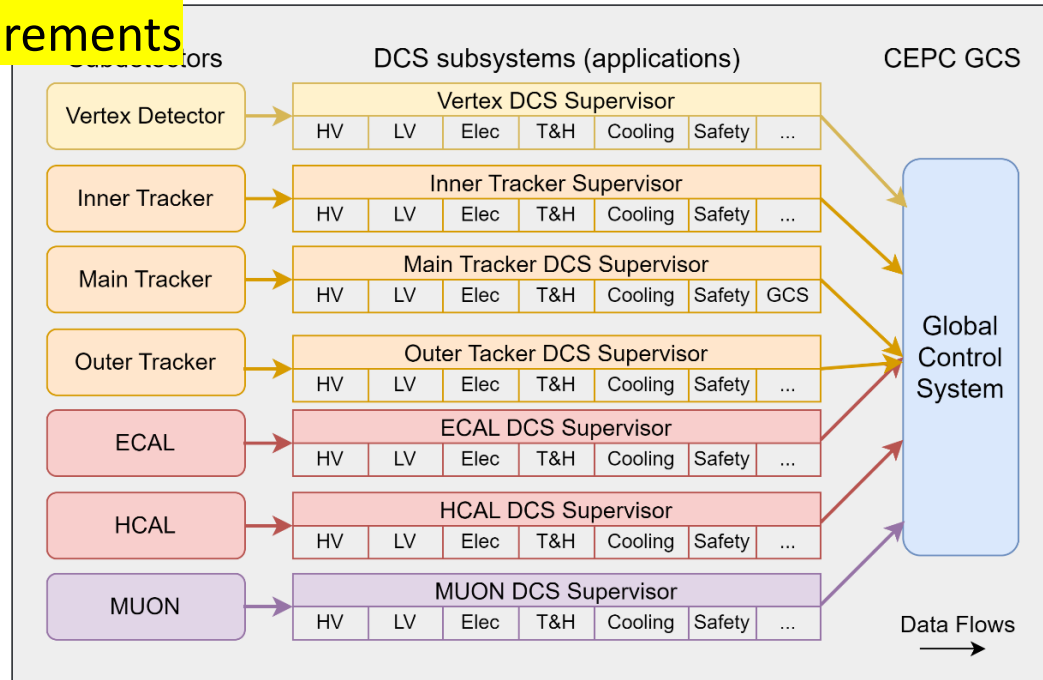 rements
DCS subsystems (applications)
CEPC GCS
Vertex Detector
Vertex DCS Supervisor
HV LV Elec T&H Cooling Safety ...
Inner Tracker
Inner Tracker Supervisor
HV LV Elec T&H Cooling Safety ...
Main Tracker
Main Tracker DCS Supervisor
HV LV Elec T&H Cooling Safety GCS
Outer Tracker
Outer Tacker DCS Supervisor
HV LV Elec T&H Cooling Safety ...
ECAL
ECAL DCS Supervisor
HV LV Elec T&H Cooling Safety ...
HCAL
HCAL DCS Supervisor
HV LV Elec T&H Cooling Safety ...
MUON
MUON DCS Supervisor
HV LV Elec T&H Cooling Safety ...
Global
Control
System
Data Flows